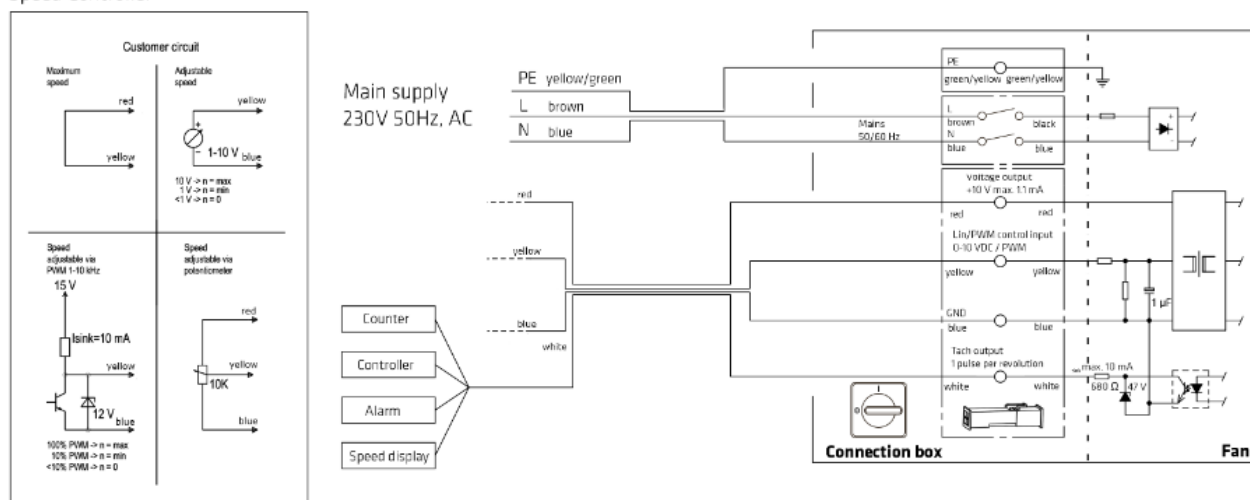 Customer circuit
Maximum
speed
red
yellow
Adjustable
speed
yellow
+
1-10 V
−
blue
10 V -> n = max
1 V -> n = min
<1 V -> n = 0
Speed
adjustable via
PWM 1-10 kHz
15 V
Isink=10 mA
yellow
12 V
blue
100% PWM -> n = max
10% PWM -> n = min
<10% PWM -> n = 0
Speed
adjustable via
potentiometer
red
yellow
10K
blue
Main supply
230V 50Hz, AC
PE yellow/green
L brown
N blue
Mains
50/60 Hz
PE
green/yellow green/yellow
L
brown black
N
blue blue
+
-
red
yellow
blue
white
Counter
Controller
Alarm
Speed display
Voltage output
+10 V max. 1.1 mA
red red
Lin/PWM control input
0-10 VDC / PWM
yellow yellow
1 µF
GND
blue blue
Tach output
1 pulse per revolution
white white
max. 10 mA
680 Ω
47 V
I
0
Connection box
Fan